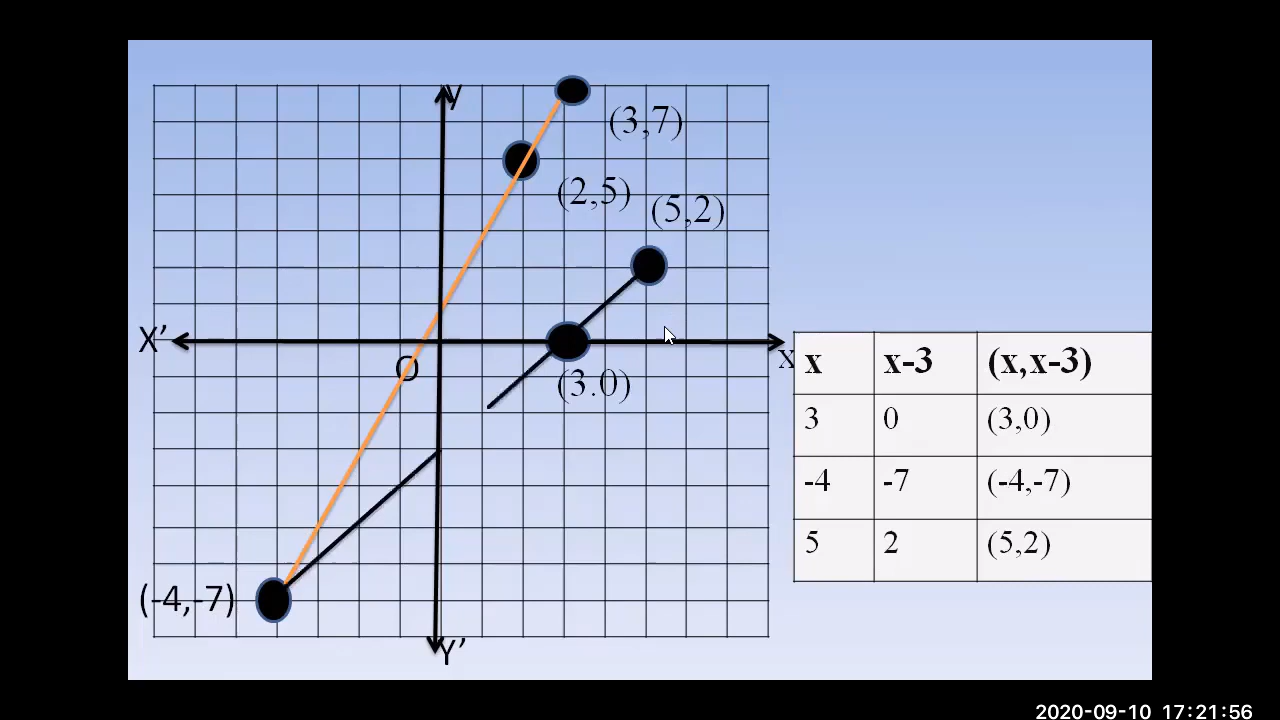 y
(3,7)
(2,5)
(5,2)
X’
x
O
(3.0)
(-4,-7)
Y’
x x-3 (x,x-3)
3 0 (3,0)
-4 -7 (-4,-7)
5 2 (5,2)
2020-09-10 17:21:56